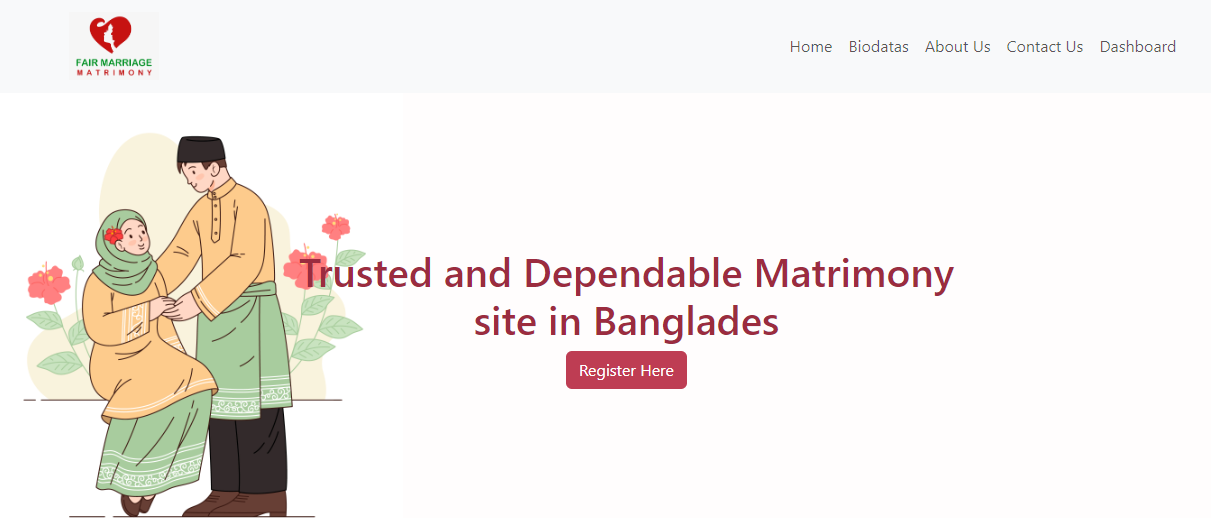 FAIR MARRIAGE
MATRIMONY
Home Biodatas About Us Contact Us Dashboard
Trusted and Dependable Matrimony
site in Banglades
Register Here